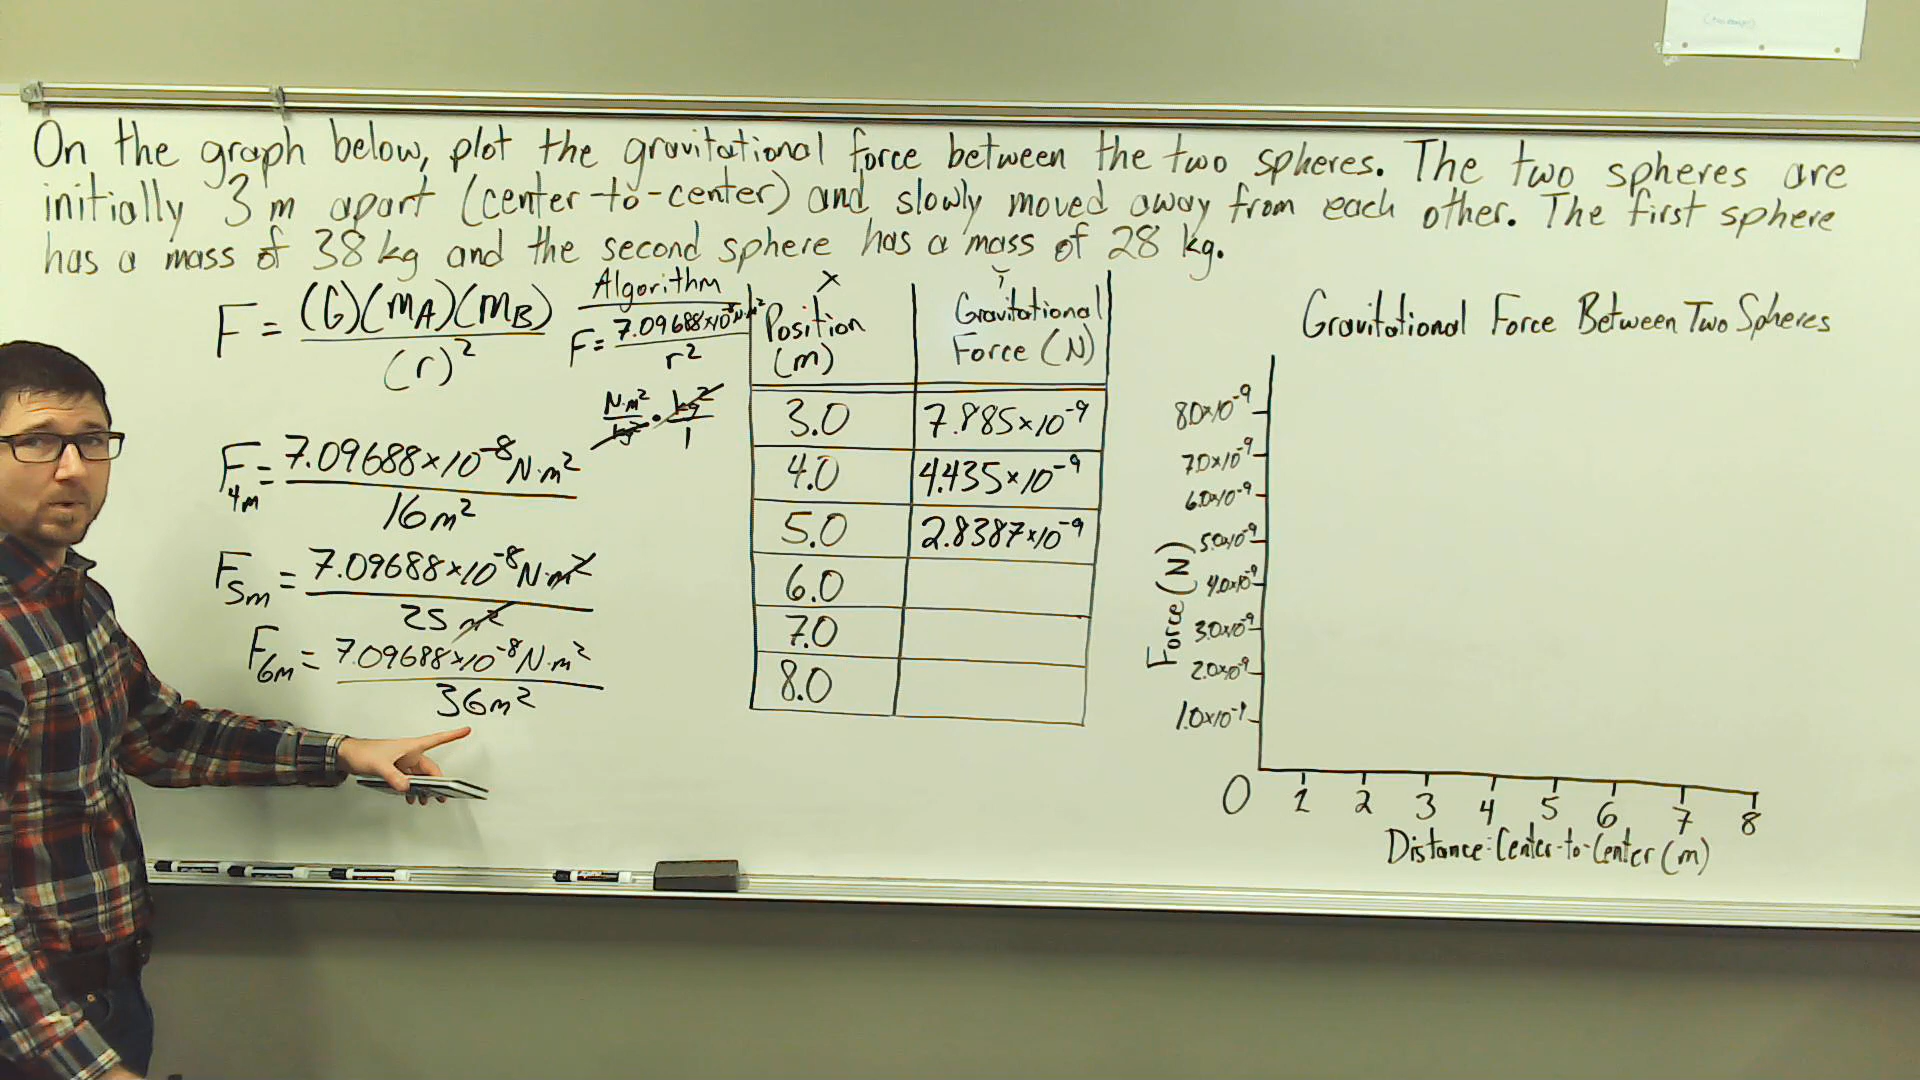 On the graph below, plot the gravitational force between the two spheres. The two spheres are
initially 3 m apart (center-to-center) and slowly moved away from each other. The first sphere
has a mass of 38 kg and the second sphere has a mass of 28 kg.
F = (G)(mA)(mB) / (r)²
Algorithm
F = 7.09688×10⁻⁸ N·m² / r²
N·m²/kg² · kg²/1
F4m = 7.09688×10⁻⁸ N·m² / 16 m²
F5m = 7.09688×10⁻⁸ N·m² / 25 m²
F6m = 7.09688×10⁻⁸ N·m² / 36 m²
x y
Position (m) Gravitational Force (N)
3.0 7.885×10⁻⁹
4.0 4.435×10⁻⁹
5.0 2.8387×10⁻⁹
6.0
7.0
8.0
Gravitational Force Between Two Spheres
Force (N)
8.0×10⁻⁹
7.0×10⁻⁹
6.0×10⁻⁹
5.0×10⁻⁹
4.0×10⁻⁹
3.0×10⁻⁹
2.0×10⁻⁹
1.0×10⁻⁹
0 1 2 3 4 5 6 7 8
Distance: Center-to-Center (m)